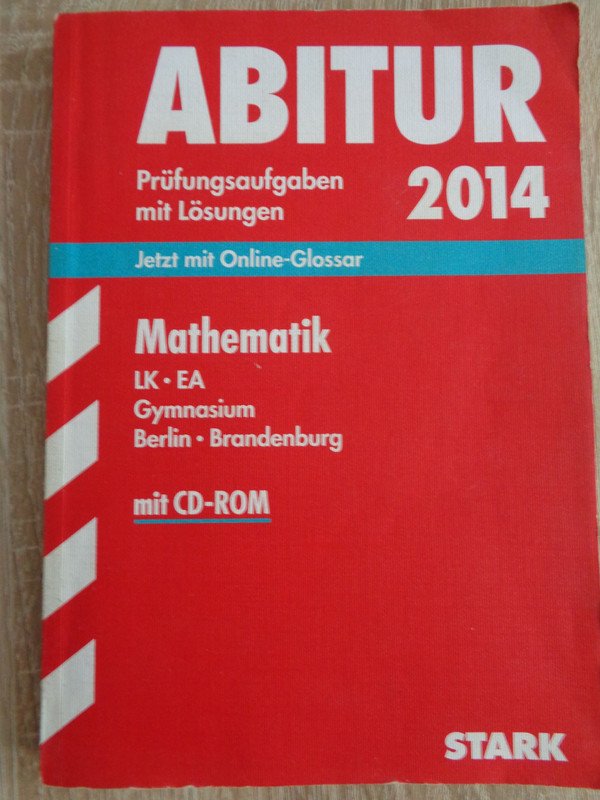 ABITUR
Prüfungsaufgaben
mit Lösungen
2014
Jetzt mit Online-Glossar
Mathematik
LK • EA
Gymnasium
Berlin • Brandenburg
mit CD-ROM
STARK